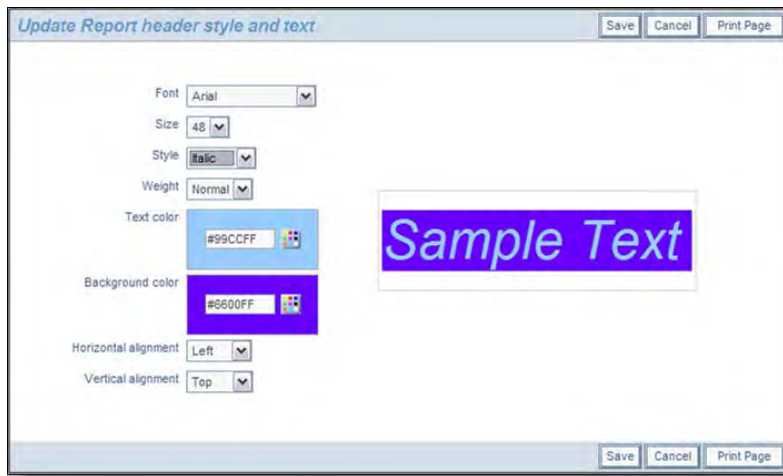 Update Report header style and text
Save Cancel Print Page
Font Arial
Size 48
Style Italic
Weight Normal
Text color
#99CCFF
Sample Text
Background color
#6600FF
Horizontal alignment Left
Vertical alignment Top
Save Cancel Print Page